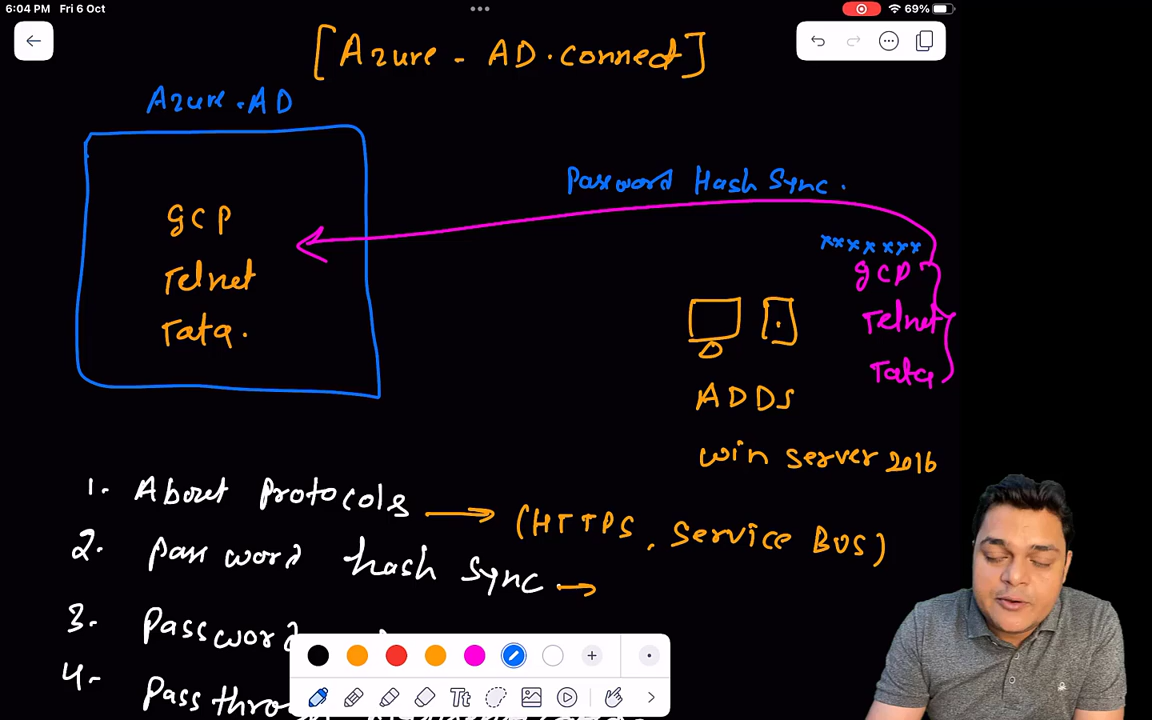 6:04 PM Fri 6 Oct
69%
[Azure - AD.connect]
Azure.AD
Password Hash Sync.
xxxxxxx
GCP
Telnet
Tata.
GCP
Telnet
Tata
ADDS
win server 2016
1. About Protocols → (HTTPS, Service BUS)
2. Password hash sync →
3. Password
4. Pass
Tt